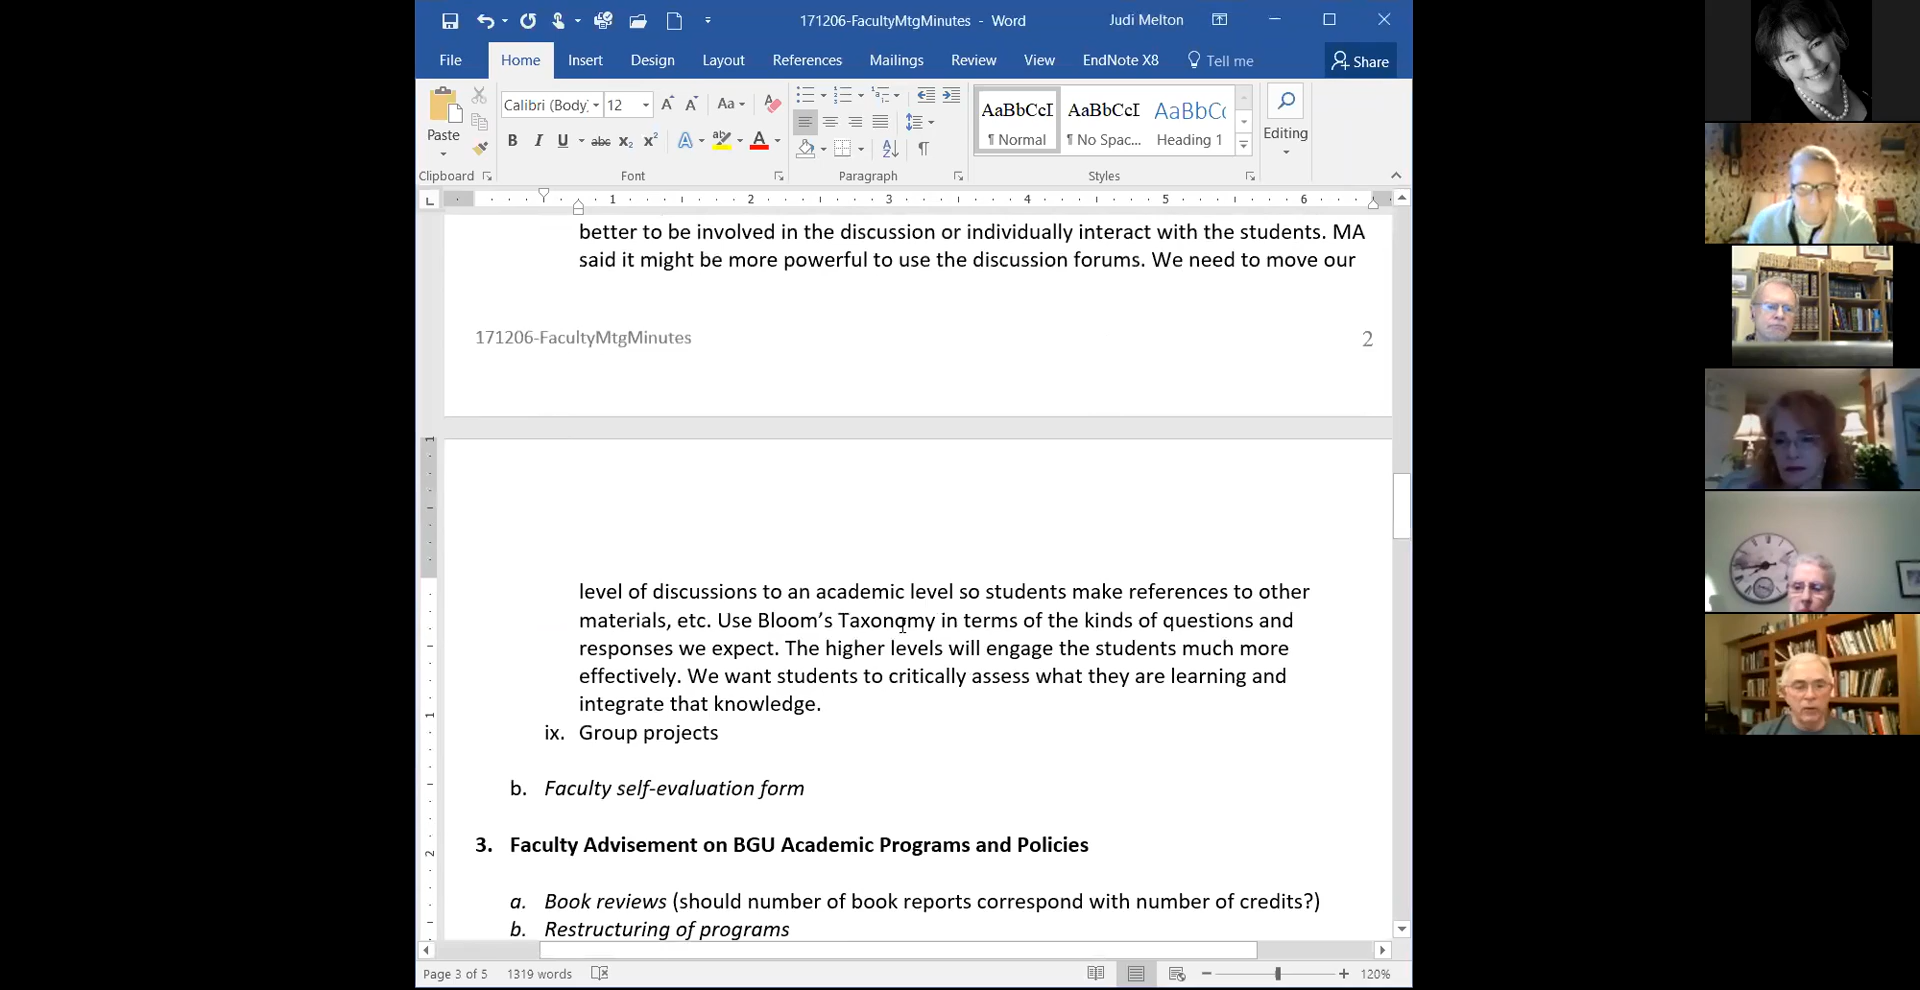 171206-FacultyMtgMinutes - Word
Judi Melton
File Home Insert Design Layout References Mailings Review View EndNote X8 Tell me Share
Calibri (Body) 12 Aa
AaBbCcI AaBbCcI AaBbCc
Paste
¶ Normal ¶ No Spac... Heading 1
Editing
Clipboard Font Paragraph Styles
1 2 3 4 5 6
better to be involved in the discussion or individually interact with the students. MA
said it might be more powerful to use the discussion forums. We need to move our
171206-FacultyMtgMinutes 2
level of discussions to an academic level so students make references to other
materials, etc. Use Bloom’s Taxonomy in terms of the kinds of questions and
responses we expect. The higher levels will engage the students much more
effectively. We want students to critically assess what they are learning and
integrate that knowledge.
ix. Group projects
b. Faculty self-evaluation form
3. Faculty Advisement on BGU Academic Programs and Policies
a. Book reviews (should number of book reports correspond with number of credits?)
b. Restructuring of programs
Page 3 of 5 1319 words 120%